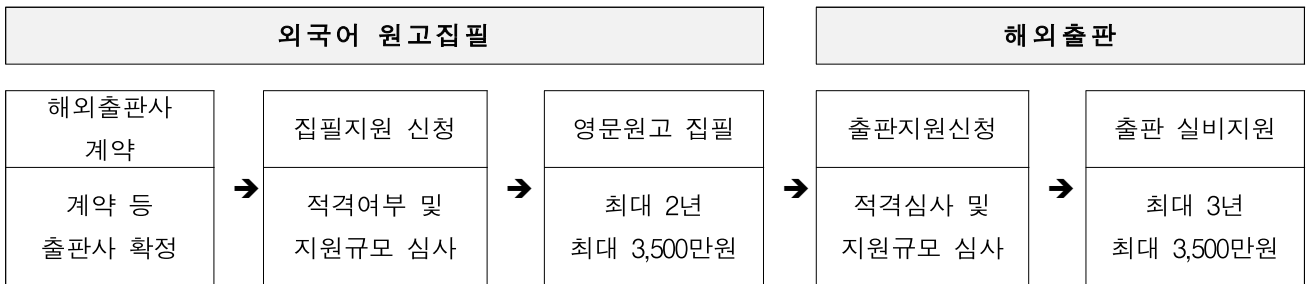 외국어 원고집필
해외출판
해외출판사
계약
계약 등
출판사 확정
➔
집필지원 신청
적격여부 및
지원규모 심사
➔
영문원고 집필
최대 2년
최대 3,500만원
➔
출판지원신청
적격심사 및
지원규모 심사
➔
출판 실비지원
최대 3년
최대 3,500만원